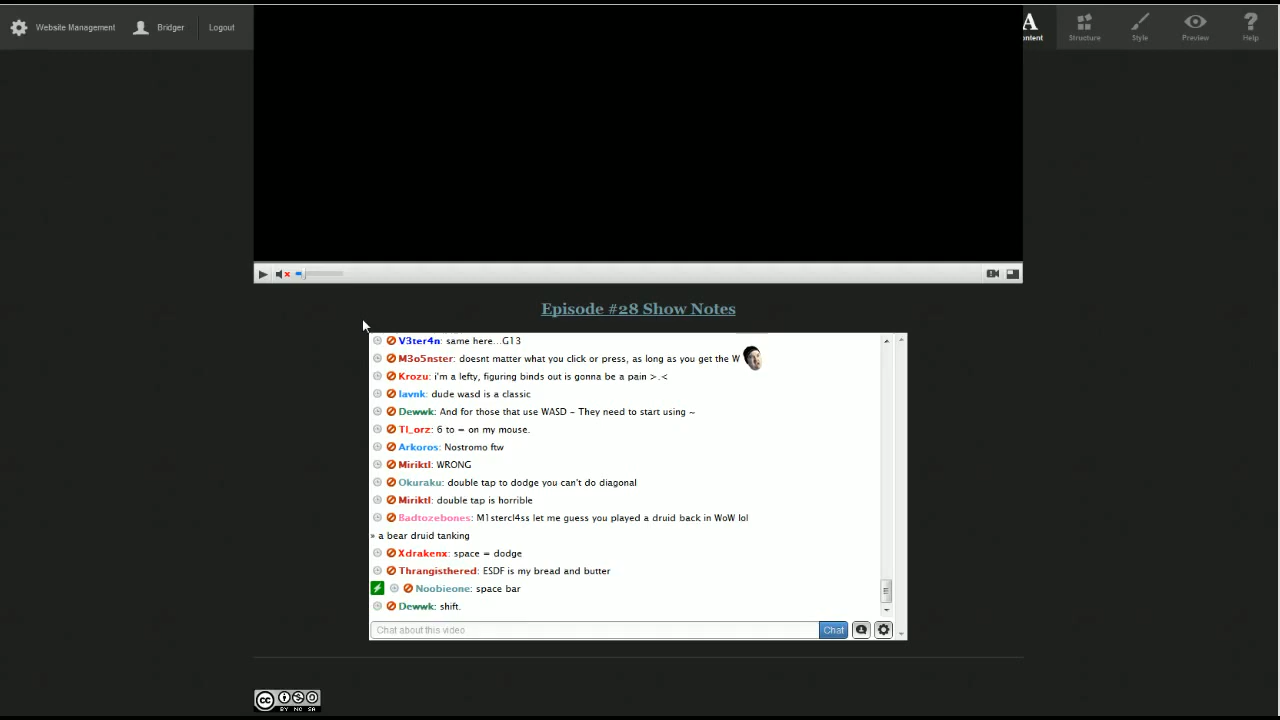 Website Management Bridger Logout
ontent Structure Style Preview Help
Episode #28 Show Notes
V3ter4n: same here...G13
M3o5nster: doesnt matter what you click or press, as long as you get the W
Krozu: i'm a lefty, figuring binds out is gonna be a pain >.<
lavnk: dude wasd is a classic
Dewwk: And for those that use WASD - They need to start using ~
Tl_orz: 6 to = on my mouse.
Arkoros: Nostromo ftw
Miriktl: WRONG
Okuraku: double tap to dodge you can't do diagonal
Miriktl: double tap is horrible
Badtozebones: M1stercl4ss let me guess you played a druid back in WoW lol
» a bear druid tanking
Xdrakenx: space = dodge
Thrangisthered: ESDF is my bread and butter
Noobieone: space bar
Dewwk: shift.
Chat about this video Chat
CC BY NC SA